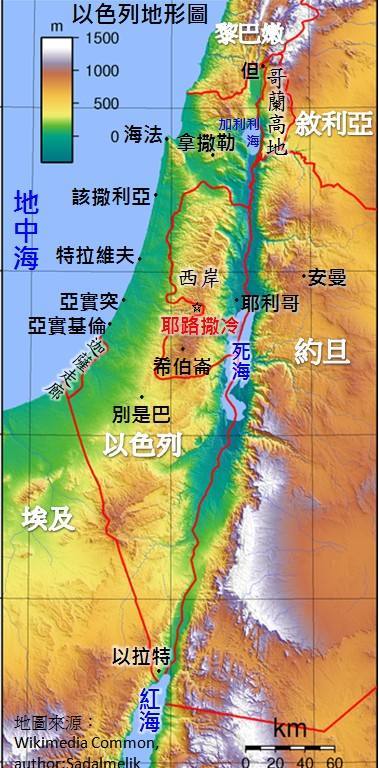 以色列地形圖
m
1500
1000
500
0
黎巴嫩
但
哥蘭高地
敘利亞
加利利
海
海法
拿撒勒
地中海
該撒利亞
特拉維夫
西岸
安曼
亞實突
耶利哥
亞實基倫
耶路撒冷
迦薩走廊
死海
約旦
希伯崙
別是巴
以色列
埃及
以拉特
紅海
地圖來源：
Wikimedia Common,
author:Sadalmelik
km
0 20 40 60